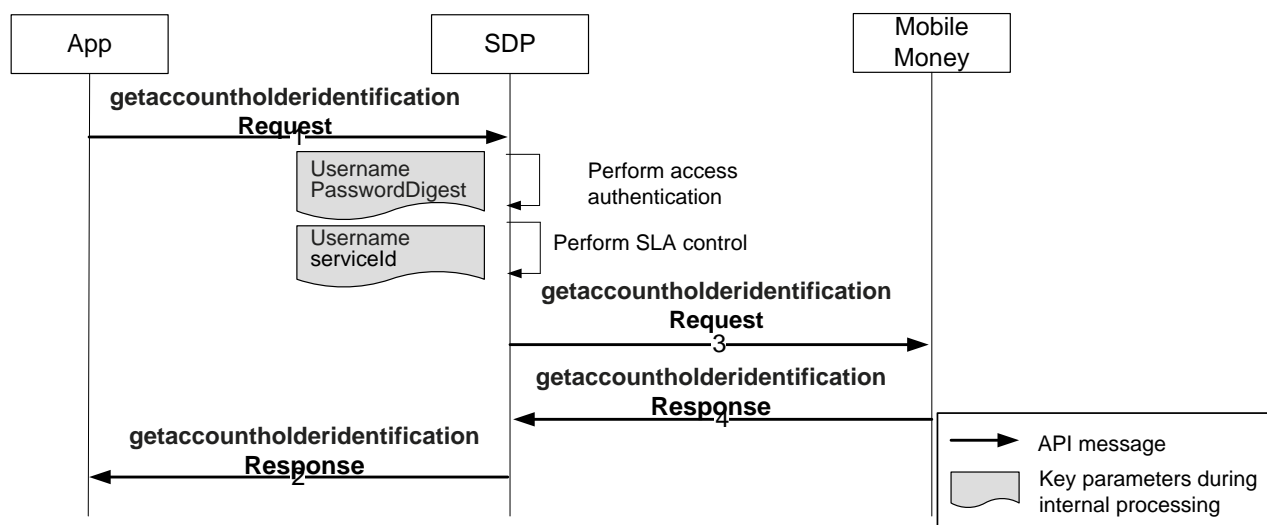 App
SDP
Mobile
Money
getaccountholderidentification
Request
1
Username
PasswordDigest
Perform access
authentication
Username
serviceId
Perform SLA control
getaccountholderidentification
Request
3
getaccountholderidentification
Response
4
getaccountholderidentification
Response
2
API message
Key parameters during
internal processing